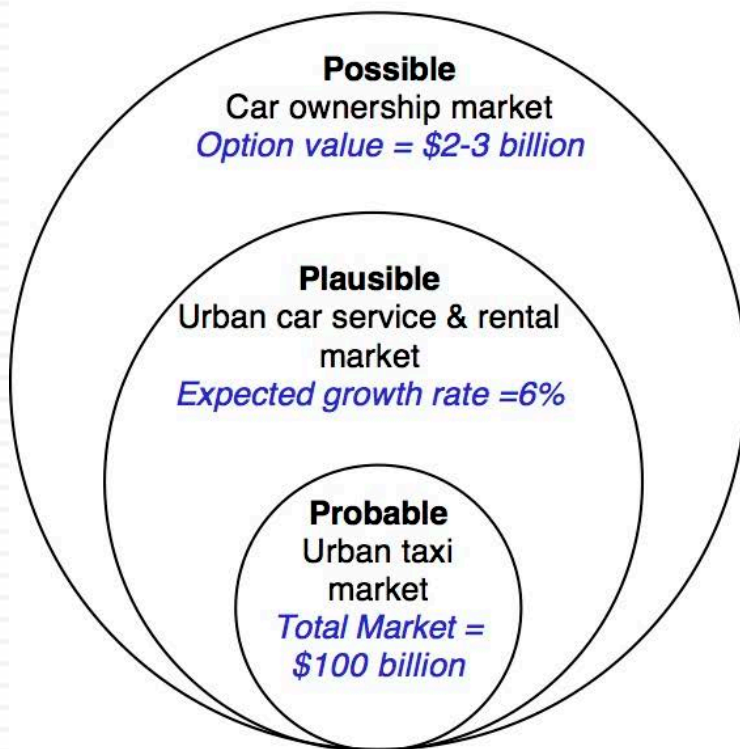 Possible
Car ownership market
Option value = $2-3 billion
Plausible
Urban car service & rental
market
Expected growth rate =6%
Probable
Urban taxi
market
Total Market =
$100 billion